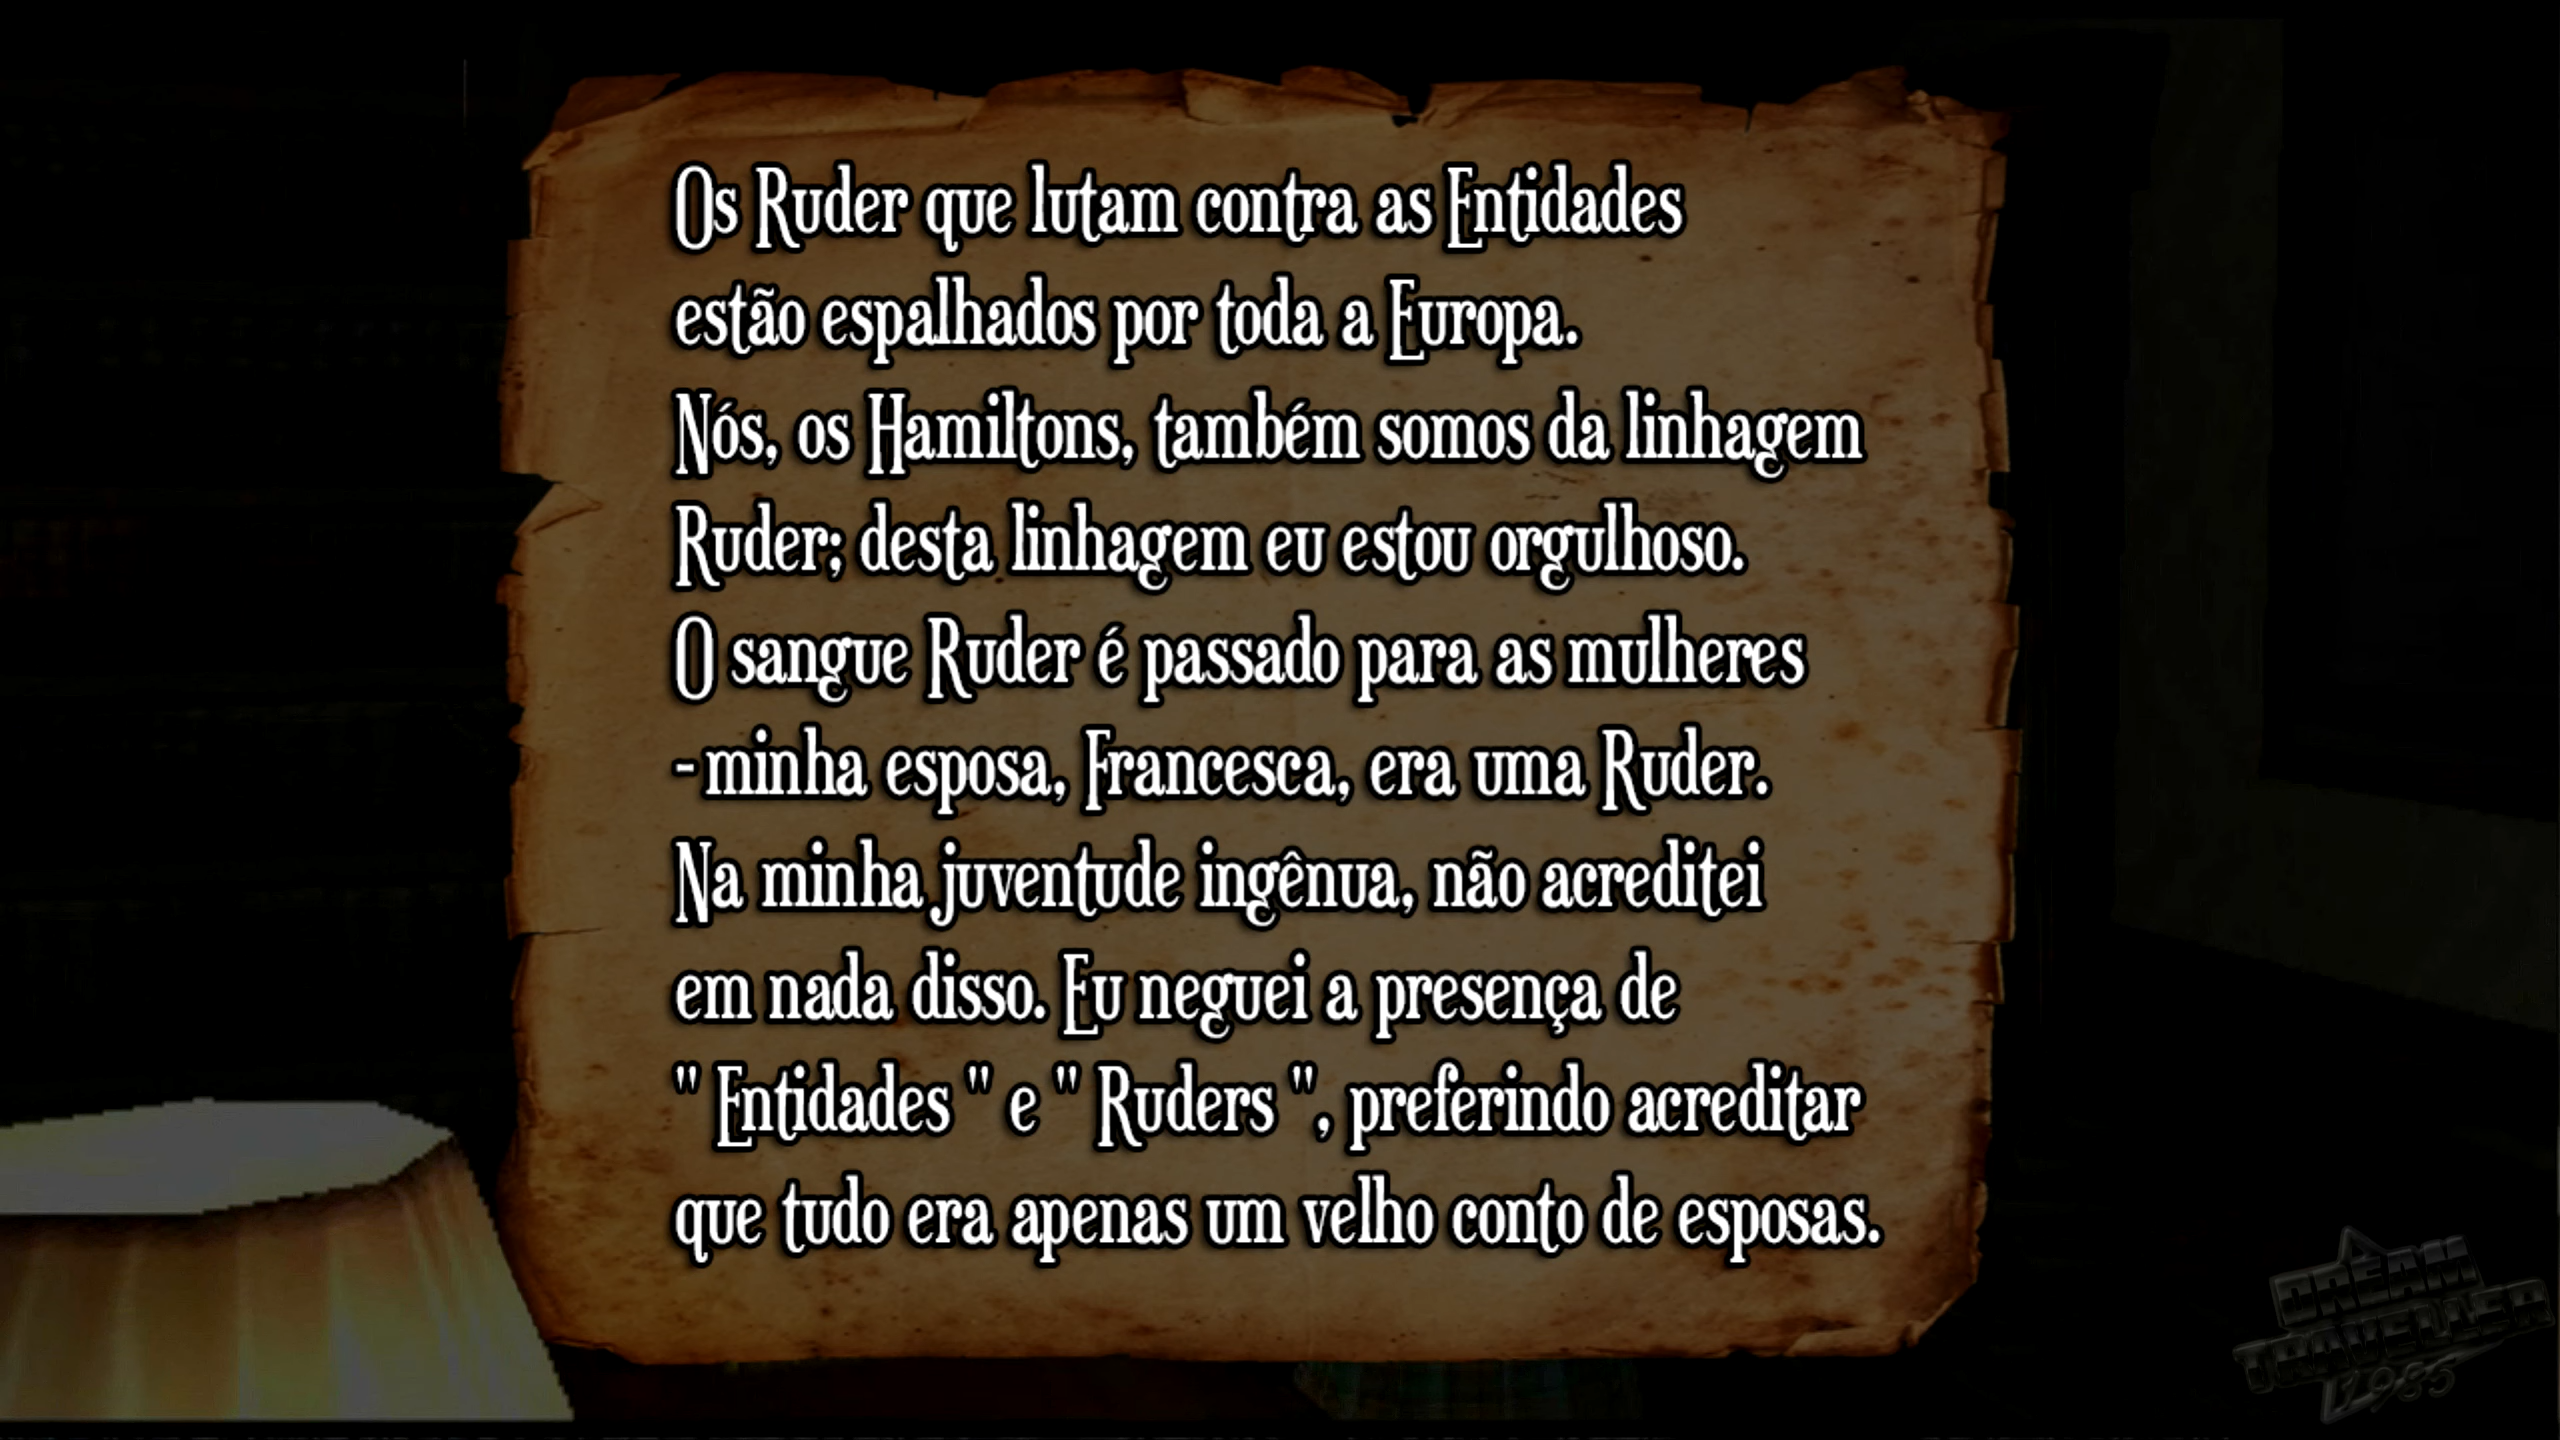 Os Ruder que lutam contra as Entidades
estão espalhados por toda a Europa.
Nós, os Hamiltons, também somos da linhagem
Ruder; desta linhagem eu estou orgulhoso.
O sangue Ruder é passado para as mulheres
- minha esposa, Francesca, era uma Ruder.
Na minha juventude ingênua, não acreditei
em nada disso. Eu neguei a presença de
" Entidades " e " Ruders ", preferindo acreditar
que tudo era apenas um velho conto de esposas.
DREAM
TRAVELLER
1985